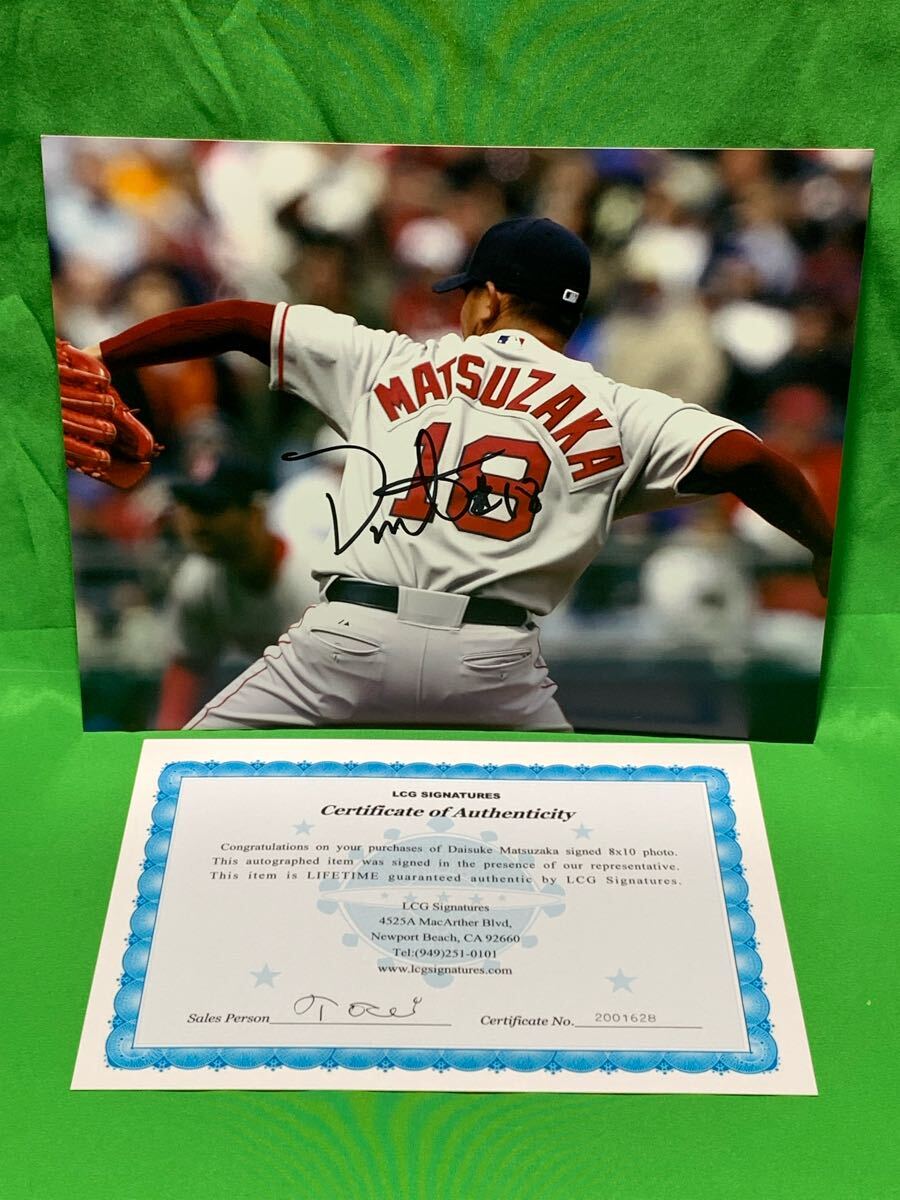 MATSUZAKA
18
LCG SIGNATURES
Certificate of Authenticity
Congratulations on your purchases of Daisuke Matsuzaka signed 8x10 photo.
This autographed item was signed in the presence of our representative.
This item is LIFETIME guaranteed authentic by LCG Signatures.
LCG Signatures
4525A MacArther Blvd,
Newport Beach, CA 92660
Tel:(949)251-0101
www.lcgsignatures.com
Sales Person
Certificate No. 2001628